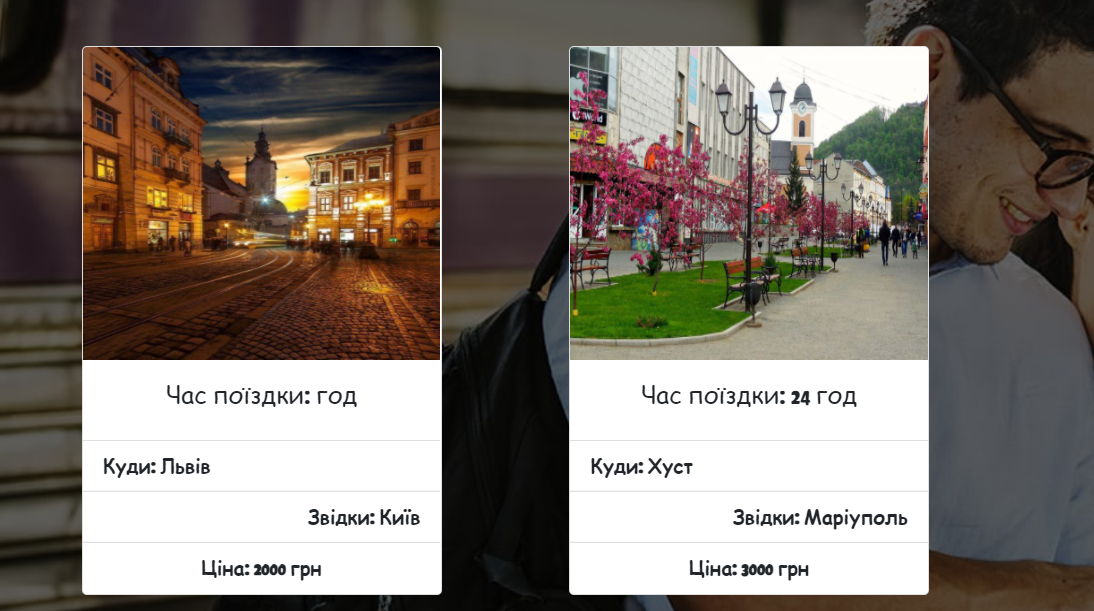 Час поїздки: год
Куди: Львів
Звідки: Київ
Ціна: 2000 грн
Час поїздки: 24 год
Куди: Хуст
Звідки: Маріуполь
Ціна: 3000 грн